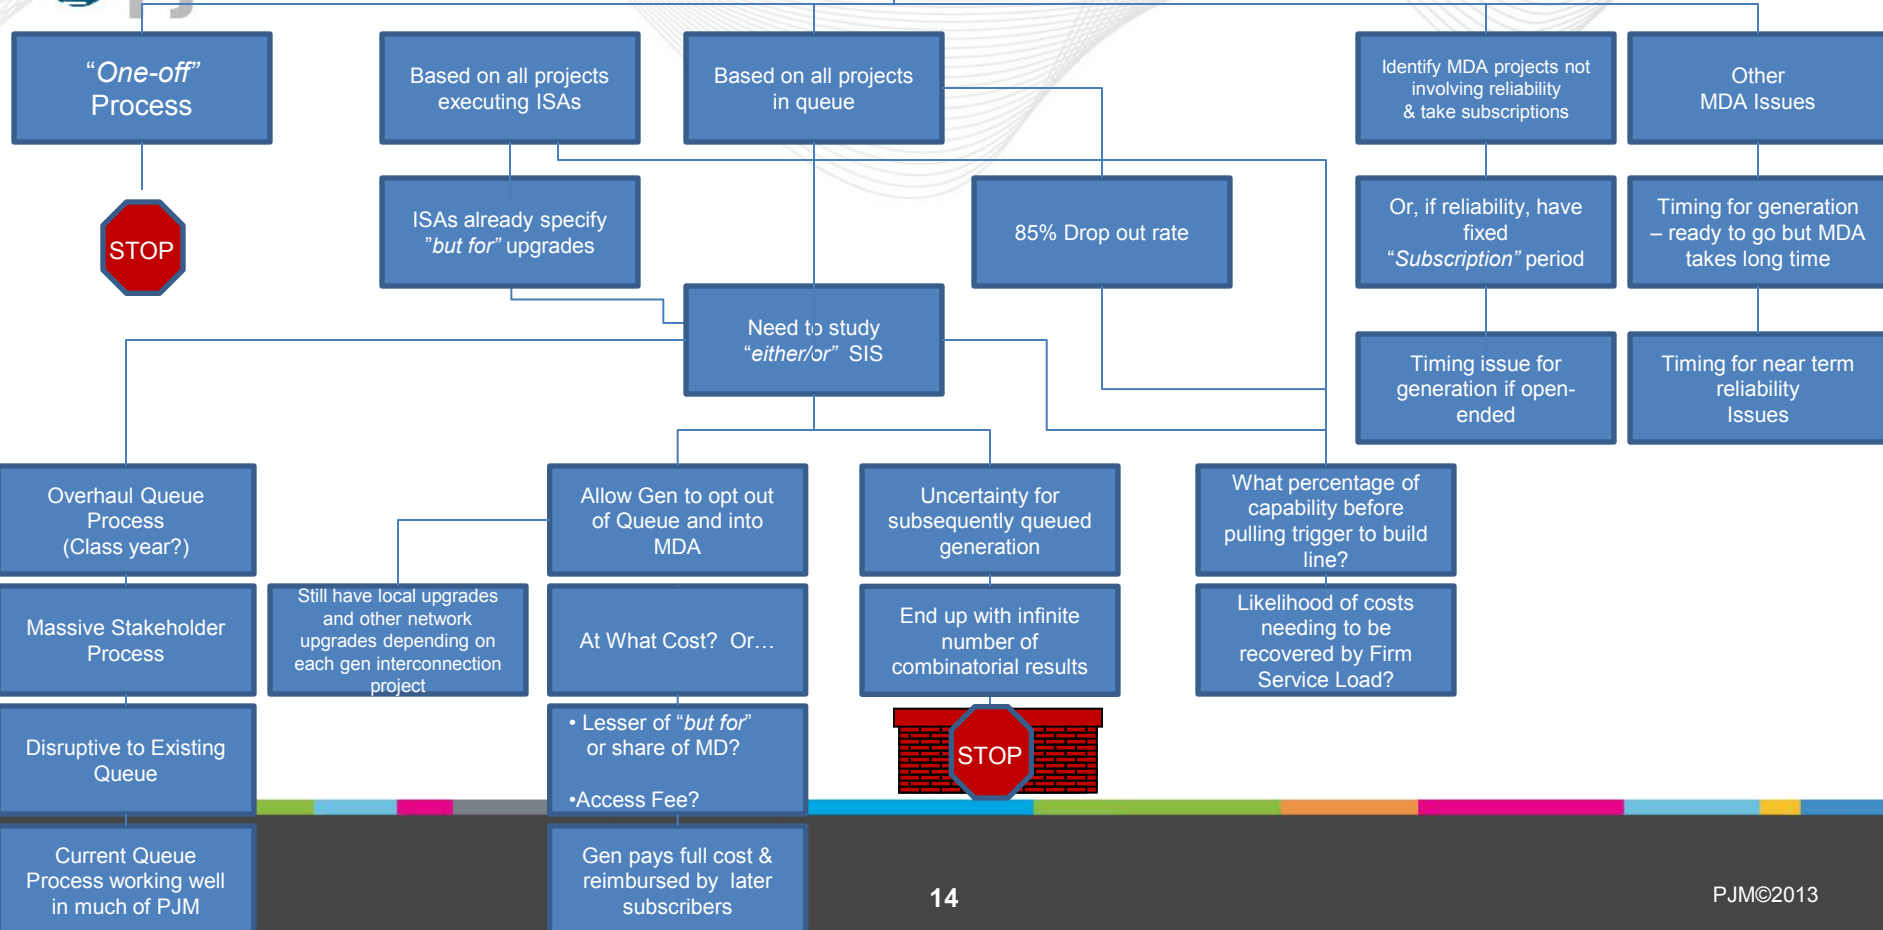 pj
“One-off”
Process
Based on all projects
executing ISAs
Based on all projects
in queue
Identify MDA projects not
involving reliability
& take subscriptions
Other
MDA Issues
STOP
ISAs already specify
”but for” upgrades
85% Drop out rate
Or, if reliability, have
fixed
“Subscription” period
Timing for generation
– ready to go but MDA
takes long time
Need to study
“either/or” SIS
Timing issue for
generation if open-
ended
Timing for near term
reliability
Issues
Overhaul Queue
Process
(Class year?)
Allow Gen to opt out
of Queue and into
MDA
Uncertainty for
subsequently queued
generation
What percentage of
capability before
pulling trigger to build
line?
Massive Stakeholder
Process
Still have local upgrades
and other network
upgrades depending on
each gen interconnection
project
At What Cost? Or…
End up with infinite
number of
combinatorial results
Likelihood of costs
needing to be
recovered by Firm
Service Load?
Disruptive to Existing
Queue
• Lesser of “but for”
or share of MD?
•Access Fee?
STOP
Current Queue
Process working well
in much of PJM
Gen pays full cost &
reimbursed by later
subscribers
14
PJM©2013